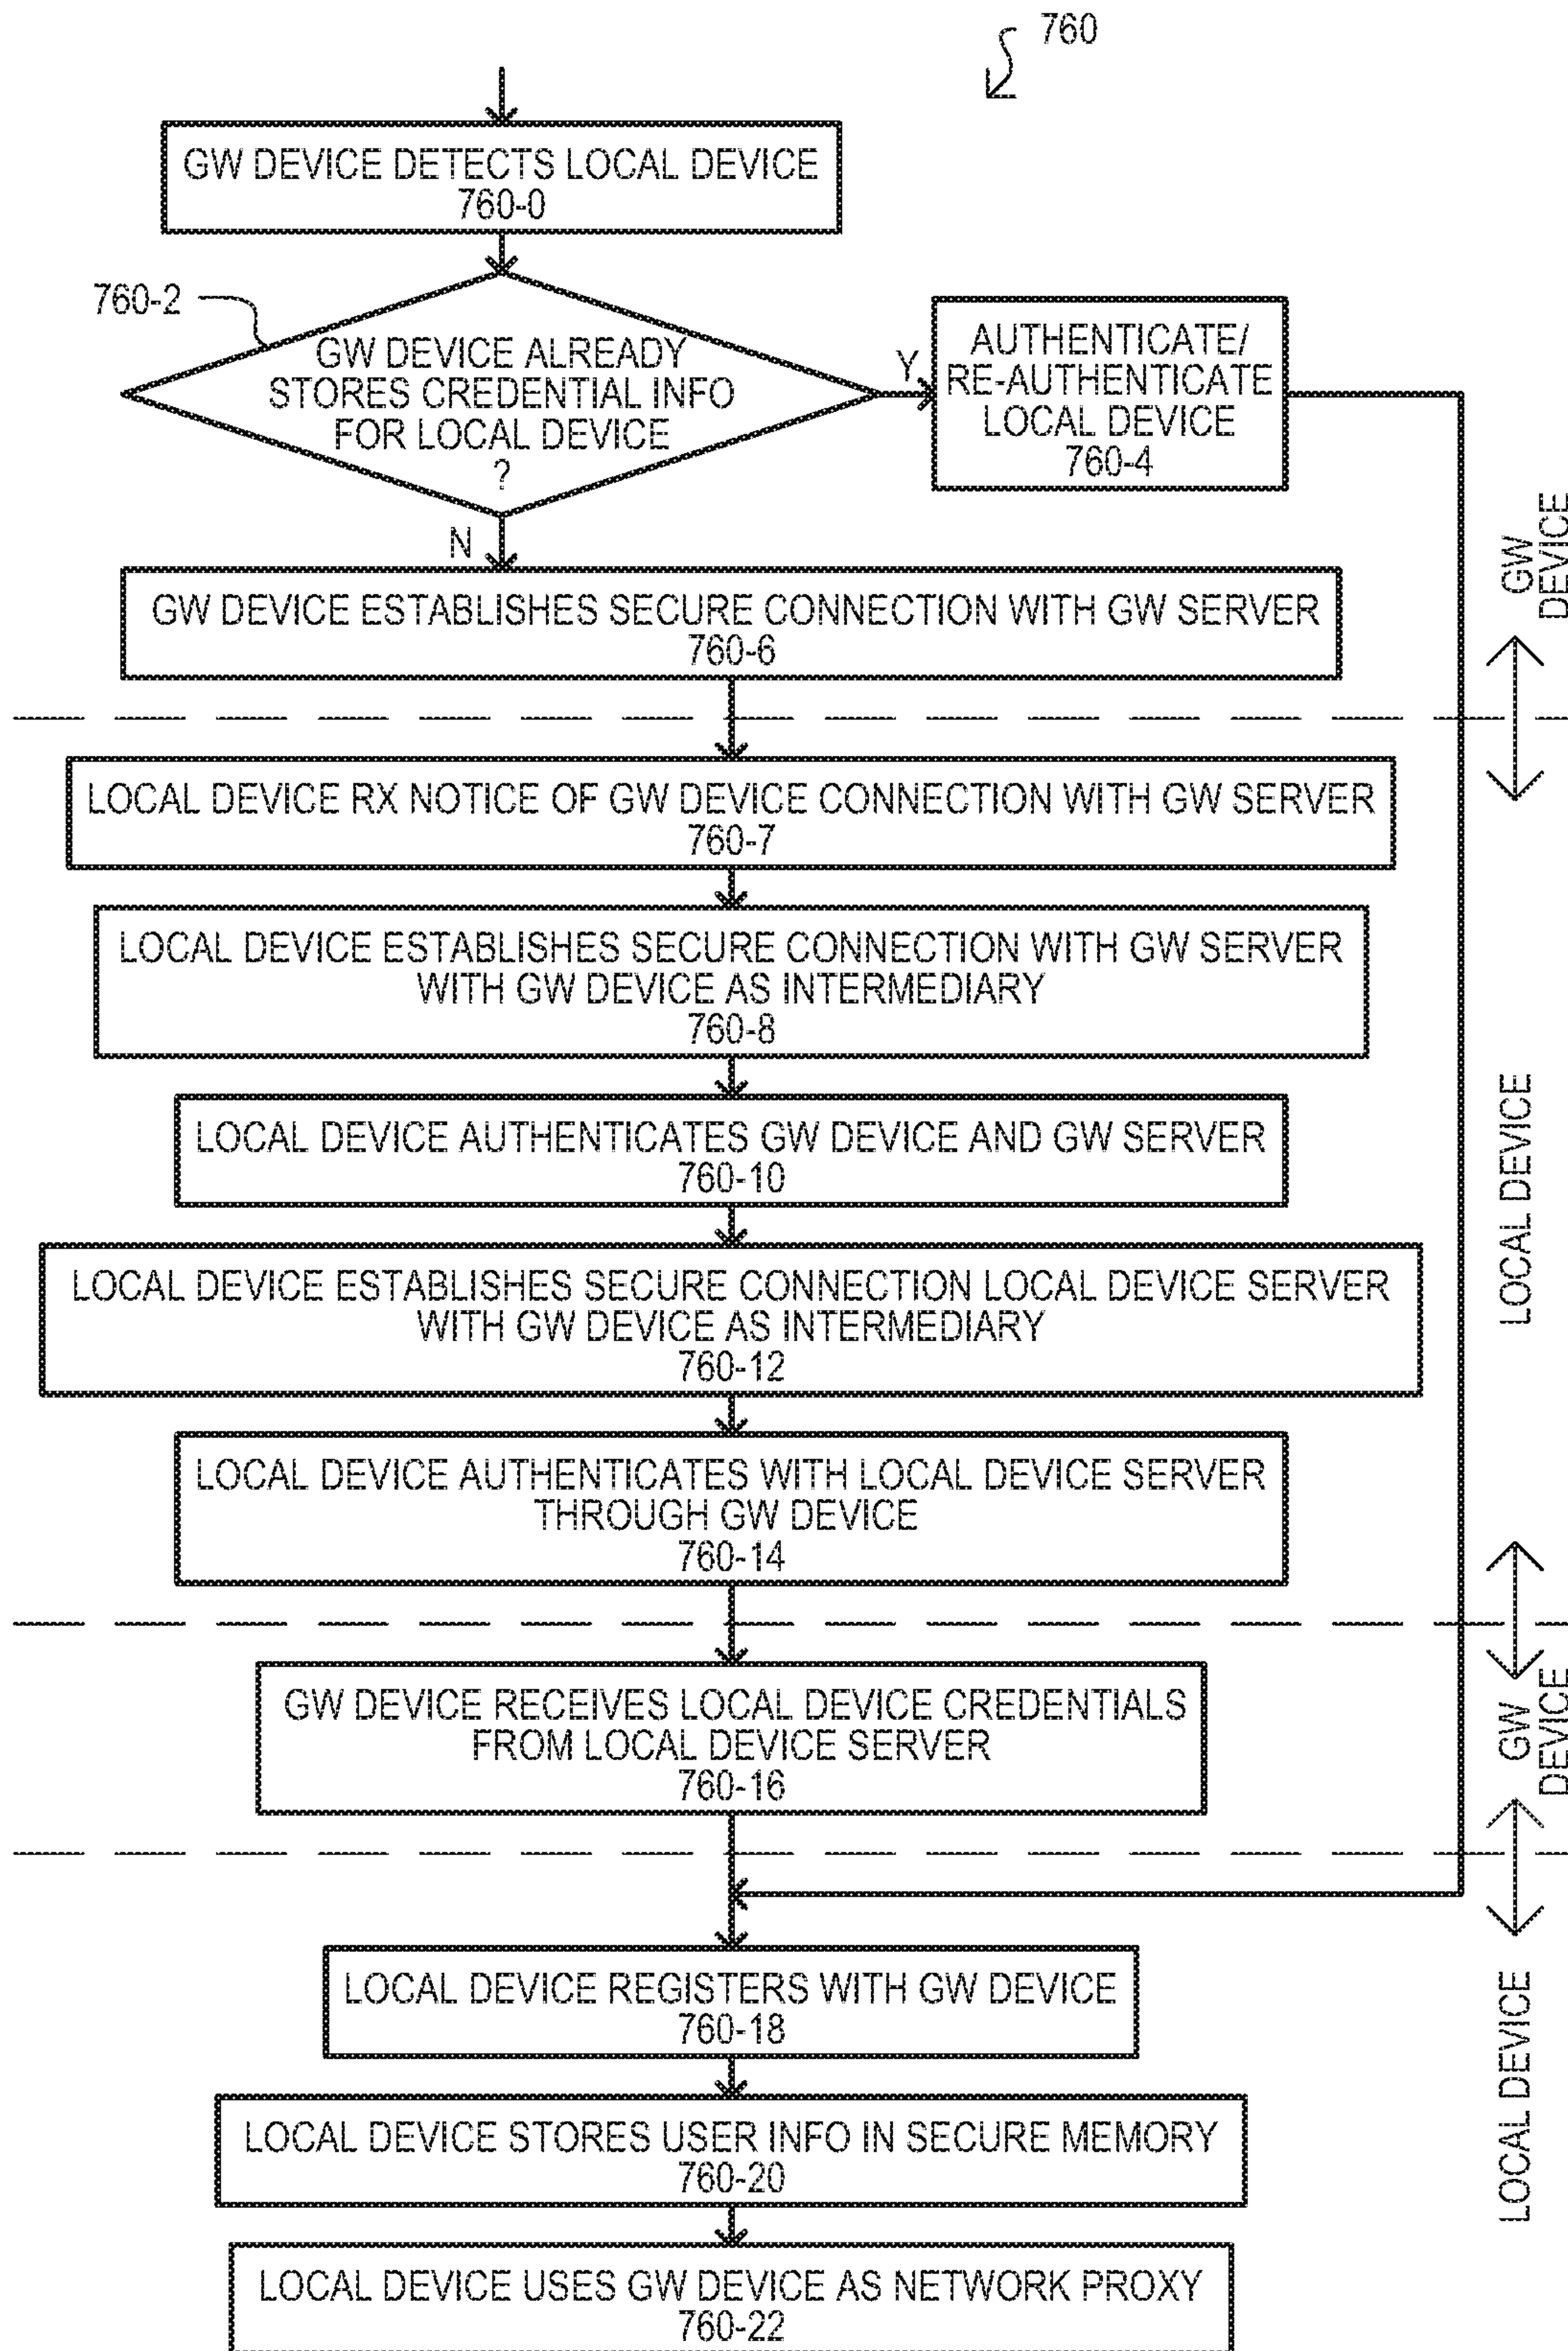 760
GW DEVICE DETECTS LOCAL DEVICE
760-0
760-2
GW DEVICE ALREADY
STORES CREDENTIAL INFO
FOR LOCAL DEVICE
?
Y
AUTHENTICATE/
RE-AUTHENTICATE
LOCAL DEVICE
760-4
N
GW DEVICE ESTABLISHES SECURE CONNECTION WITH GW SERVER
760-6
GW
DEVICE
LOCAL DEVICE RX NOTICE OF GW DEVICE CONNECTION WITH GW SERVER
760-7
LOCAL DEVICE ESTABLISHES SECURE CONNECTION WITH GW SERVER
WITH GW DEVICE AS INTERMEDIARY
760-8
LOCAL DEVICE AUTHENTICATES GW DEVICE AND GW SERVER
760-10
LOCAL DEVICE ESTABLISHES SECURE CONNECTION LOCAL DEVICE SERVER
WITH GW DEVICE AS INTERMEDIARY
760-12
LOCAL DEVICE
LOCAL DEVICE AUTHENTICATES WITH LOCAL DEVICE SERVER
THROUGH GW DEVICE
760-14
GW DEVICE RECEIVES LOCAL DEVICE CREDENTIALS
FROM LOCAL DEVICE SERVER
760-16
GW
DEVICE
LOCAL DEVICE REGISTERS WITH GW DEVICE
760-18
LOCAL DEVICE STORES USER INFO IN SECURE MEMORY
760-20
LOCAL DEVICE
LOCAL DEVICE USES GW DEVICE AS NETWORK PROXY
760-22